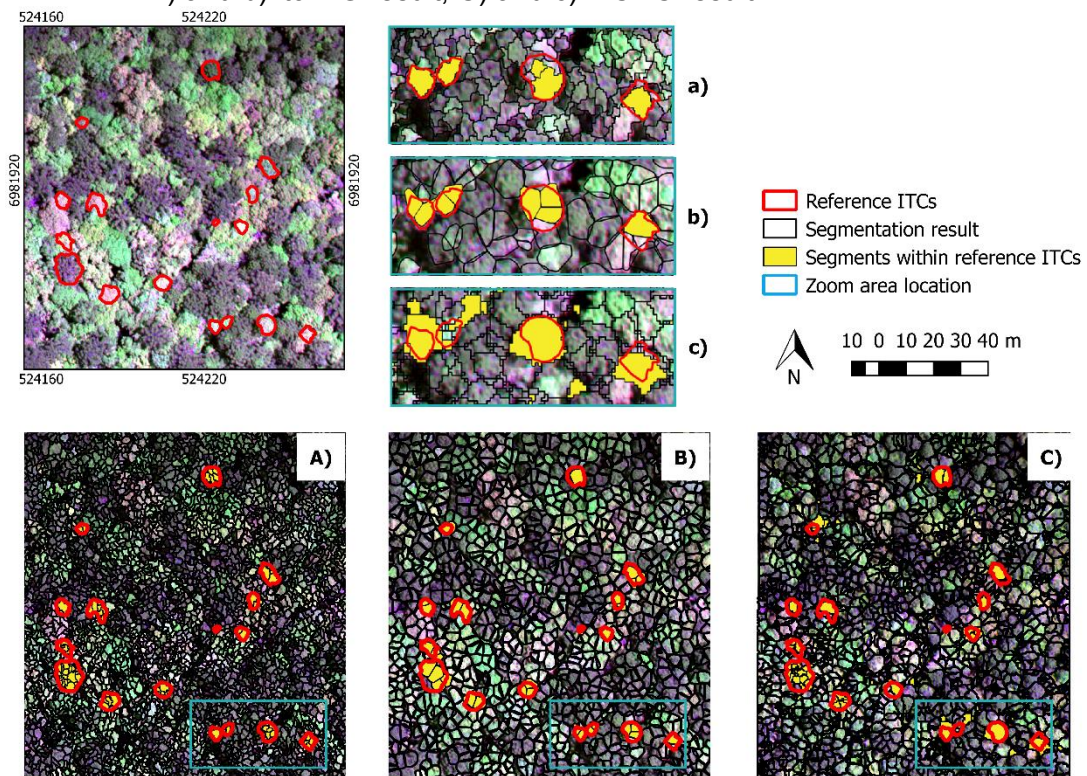 524160 524220
6981920
6981920
524160 524220
a)
b)
c)
Reference ITCs
Segmentation result
Segments within reference ITCs
Zoom area location
N
10 0 10 20 30 40 m
A)
B)
C)